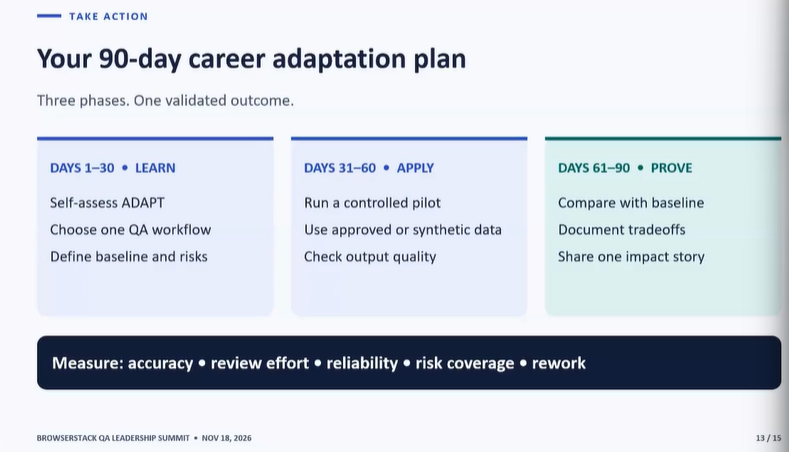 TAKE ACTION
Your 90-day career adaptation plan
Three phases. One validated outcome.
DAYS 1–30 • LEARN
Self-assess ADAPT
Choose one QA workflow
Define baseline and risks
DAYS 31–60 • APPLY
Run a controlled pilot
Use approved or synthetic data
Check output quality
DAYS 61–90 • PROVE
Compare with baseline
Document tradeoffs
Share one impact story
Measure: accuracy • review effort • reliability • risk coverage • rework
BROWSERSTACK QA LEADERSHIP SUMMIT • NOV 18, 2026
13 / 15